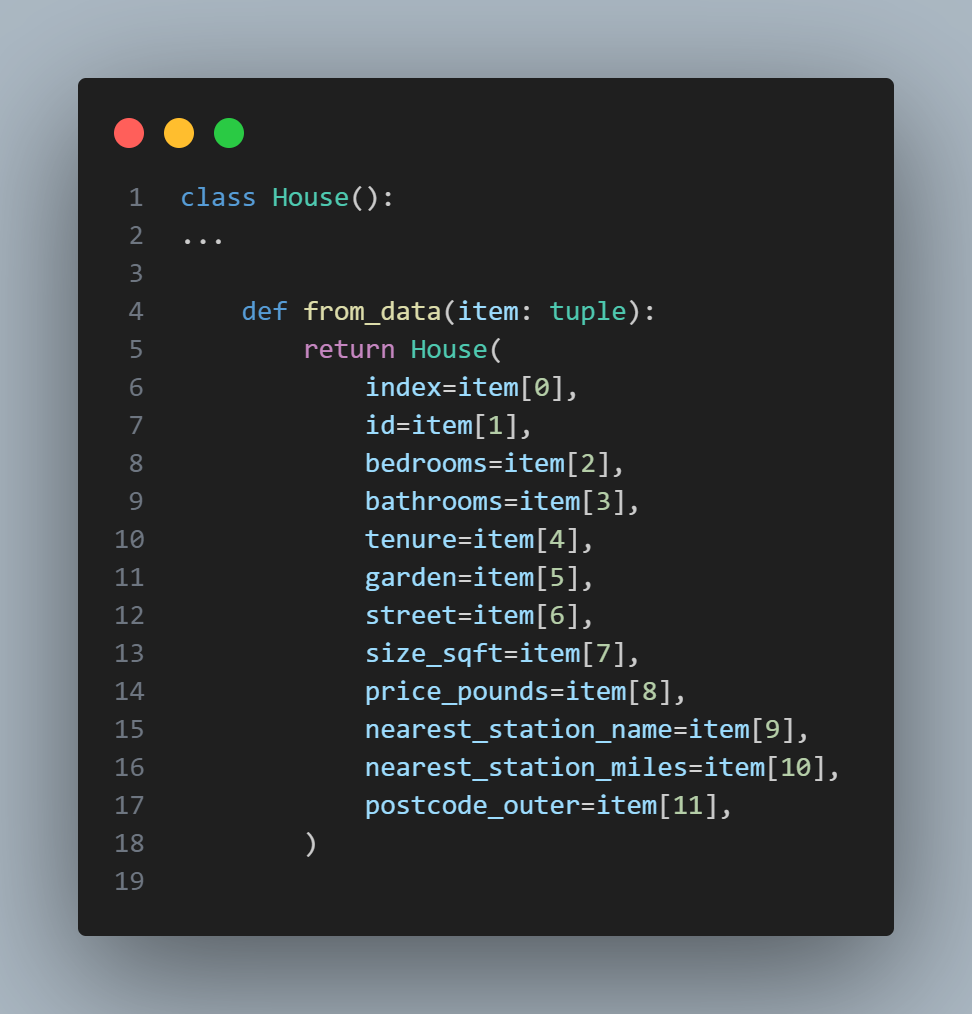 1 class House():
2 ...
3
4     def from_data(item: tuple):
5         return House(
6             index=item[0],
7             id=item[1],
8             bedrooms=item[2],
9             bathrooms=item[3],
10             tenure=item[4],
11             garden=item[5],
12             street=item[6],
13             size_sqft=item[7],
14             price_pounds=item[8],
15             nearest_station_name=item[9],
16             nearest_station_miles=item[10],
17             postcode_outer=item[11],
18         )
19